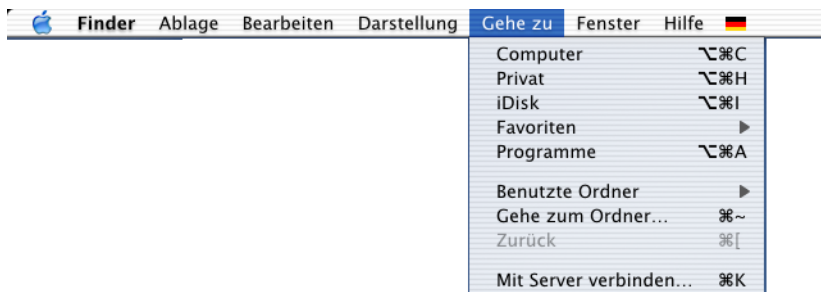 Finder Ablage Bearbeiten Darstellung Gehe zu Fenster Hilfe
Computer ⌥⌘C
Privat ⌥⌘H
iDisk ⌥⌘I
Favoriten ▶
Programme ⌥⌘A
Benutzte Ordner ▶
Gehe zum Ordner... ⌘~
Zurück ⌘[
Mit Server verbinden... ⌘K